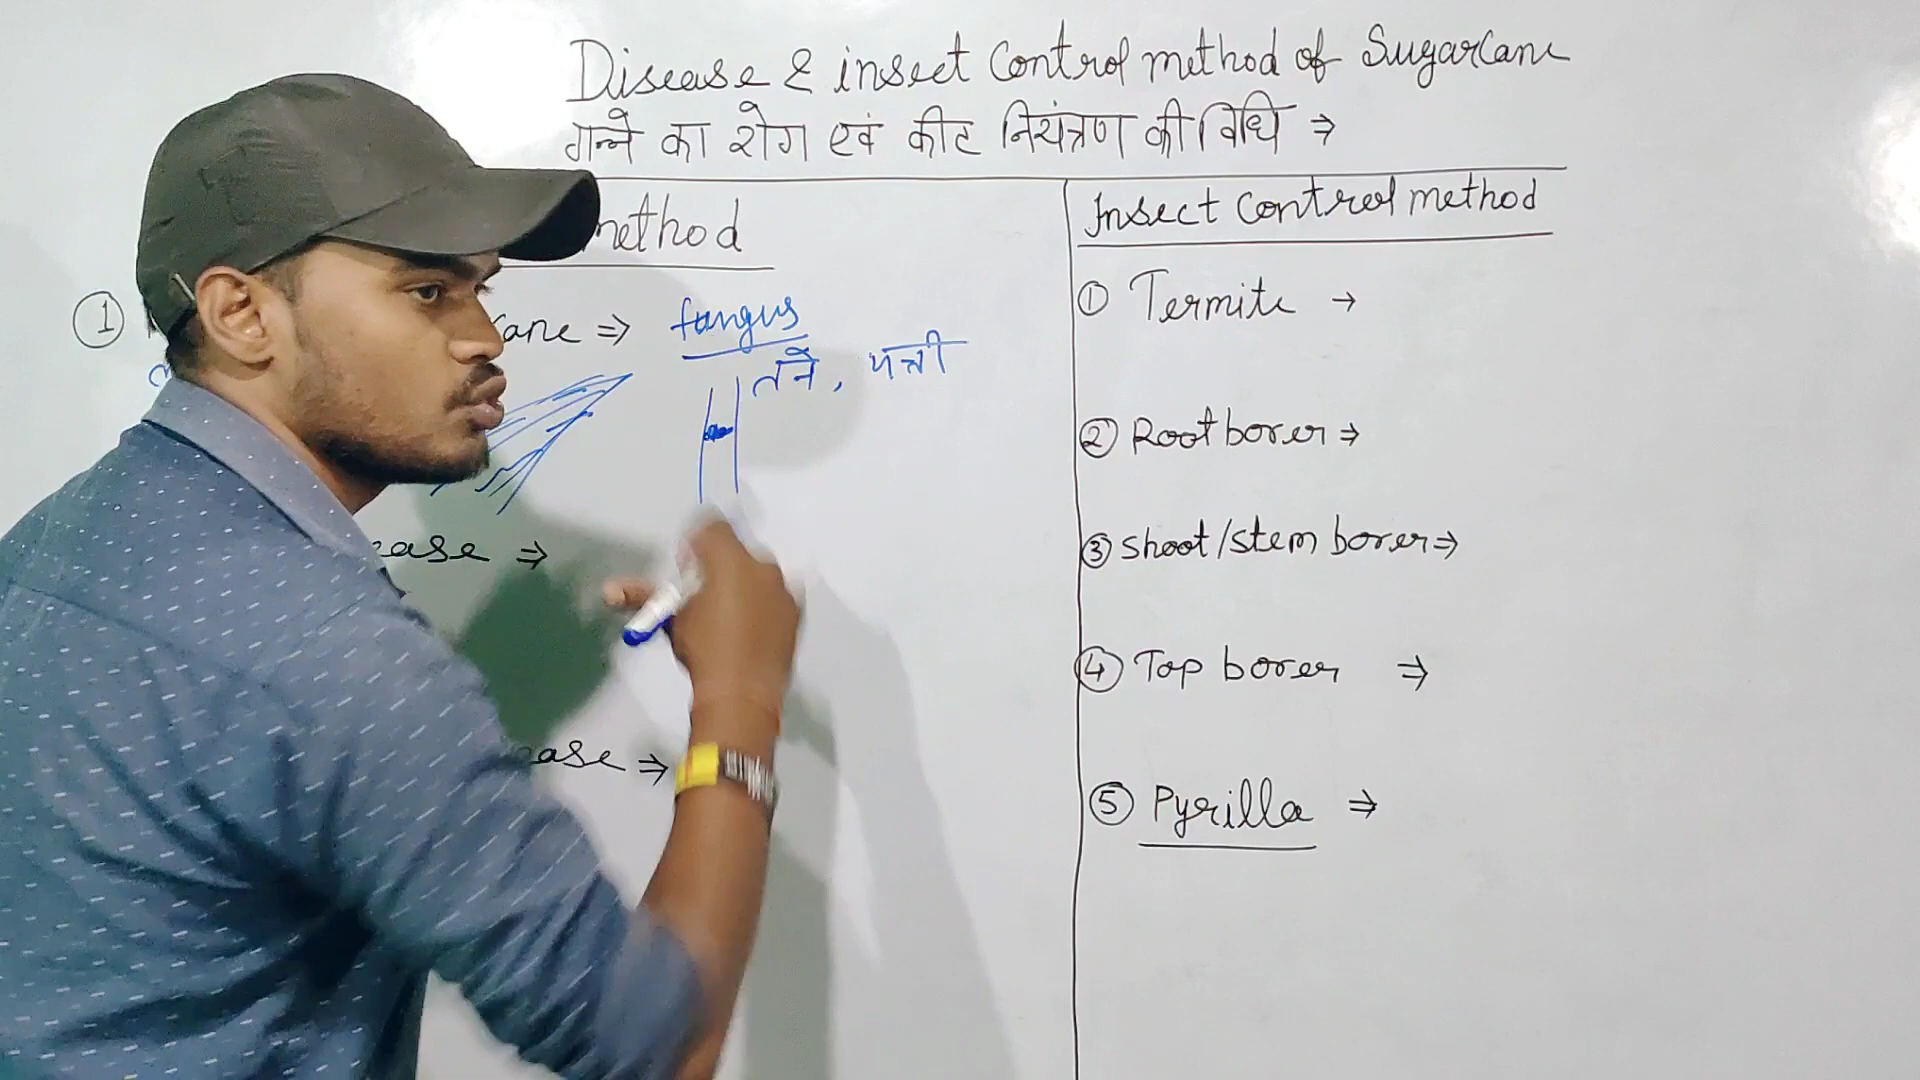 Disease & insect Control method of Sugarcane
गन्ने का रोग एवं कीट नियंत्रण की विधि ⇒
method
① ane ⇒ fungus
तने, पत्ती
ease ⇒
ease ⇒
Insect Control method
① Termite →
② Root borer ⇒
③ Shoot/stem borer ⇒
④ Top borer ⇒
⑤ Pyrilla ⇒